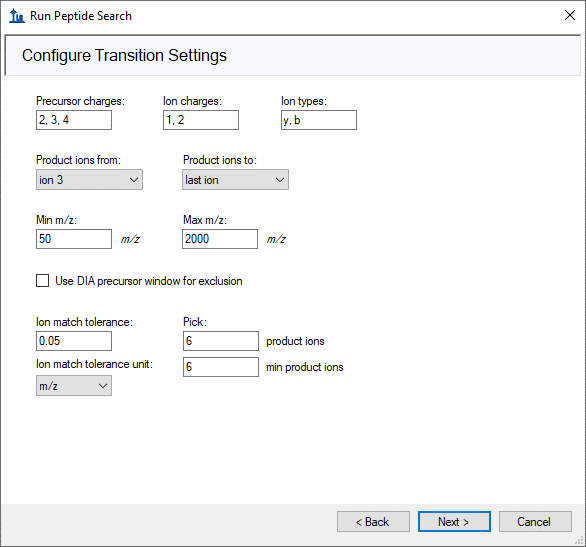 Run Peptide Search
Configure Transition Settings
Precursor charges: Ion charges: Ion types:
2, 3, 4 1, 2 y, b
Product ions from: Product ions to:
ion 3 last ion
Min m/z: Max m/z:
50 m/z 2000 m/z
Use DIA precursor window for exclusion
Ion match tolerance: Pick:
0.05 6 product ions
Ion match tolerance unit: 6 min product ions
m/z
< Back Next > Cancel